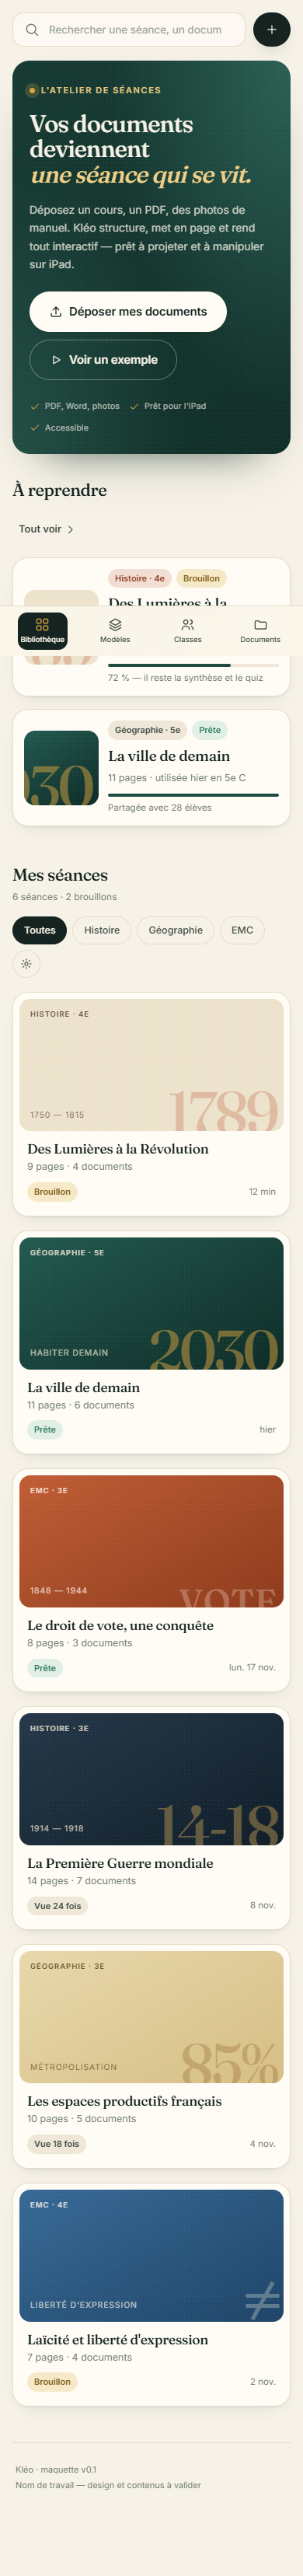 Rechercher une séance, un docum
L'ATELIER DE SÉANCES
Vos documents
deviennent
une séance qui se vit.
Déposez un cours, un PDF, des photos de
manuel. Kléo structure, met en page et rend
tout interactif — prêt à projeter et à manipuler
sur iPad.
Déposer mes documents
Voir un exemple
PDF, Word, photos
Prêt pour l'iPad
Accessible
À reprendre
Tout voir
Histoire · 4e
Brouillon
Des Lumières à la
Bibliothèque
Modèles
Classes
Documents
72 % — il reste la synthèse et le quiz
Géographie · 5e
Prête
030
La ville de demain
11 pages · utilisée hier en 5e C
Partagée avec 28 élèves
Mes séances
6 séances · 2 brouillons
Toutes
Histoire
Géographie
EMC
HISTOIRE · 4E
1750 — 1815
1789
Des Lumières à la Révolution
9 pages · 4 documents
Brouillon
12 min
GÉOGRAPHIE · 5E
HABITER DEMAIN
2030
La ville de demain
11 pages · 6 documents
Prête
hier
EMC · 3E
1848 — 1944
VOTE
Le droit de vote, une conquête
8 pages · 3 documents
Prête
lun. 17 nov.
HISTOIRE · 3E
1914 — 1918
14-18
La Première Guerre mondiale
14 pages · 7 documents
Vue 24 fois
8 nov.
GÉOGRAPHIE · 3E
MÉTROPOLISATION
85%
Les espaces productifs français
10 pages · 5 documents
Vue 18 fois
4 nov.
EMC · 4E
LIBERTÉ D'EXPRESSION
≠
Laïcité et liberté d'expression
7 pages · 4 documents
Brouillon
2 nov.
Kléo · maquette v0.1
Nom de travail — design et contenus à valider